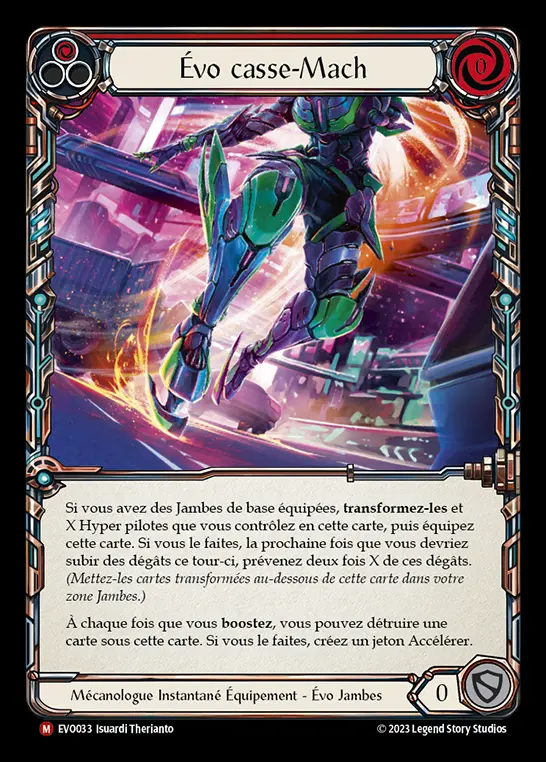 Évo casse-Mach
0
Si vous avez des Jambes de base équipées, transformez-les et
X Hyper pilotes que vous contrôlez en cette carte, puis équipez
cette carte. Si vous le faites, la prochaine fois que vous devriez
subir des dégâts ce tour-ci, prévenez deux fois X de ces dégâts.
(Mettez-les cartes transformées au-dessous de cette carte dans votre
zone Jambes.)
À chaque fois que vous boostez, vous pouvez détruire une
carte sous cette carte. Si vous le faites, créez un jeton Accélérer.
Mécanologue Instantané Équipement - Évo Jambes
0
M EVO033 Isuardi Therianto
© 2023 Legend Story Studios